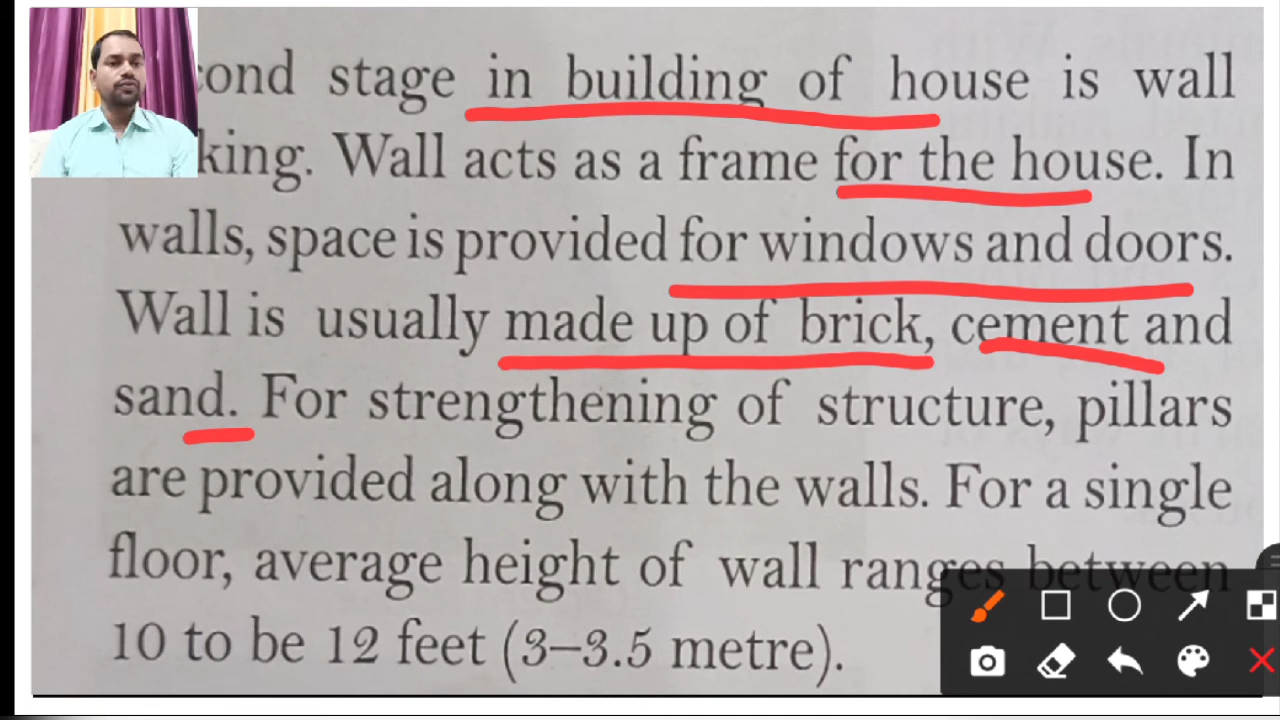 cond stage in building of house is wall
king. Wall acts as a frame for the house. In
walls, space is provided for windows and doors.
Wall is usually made up of brick, cement and
sand. For strengthening of structure, pillars
are provided along with the walls. For a single
floor, average height of wall ranges between
10 to be 12 feet (3–3.5 metre).